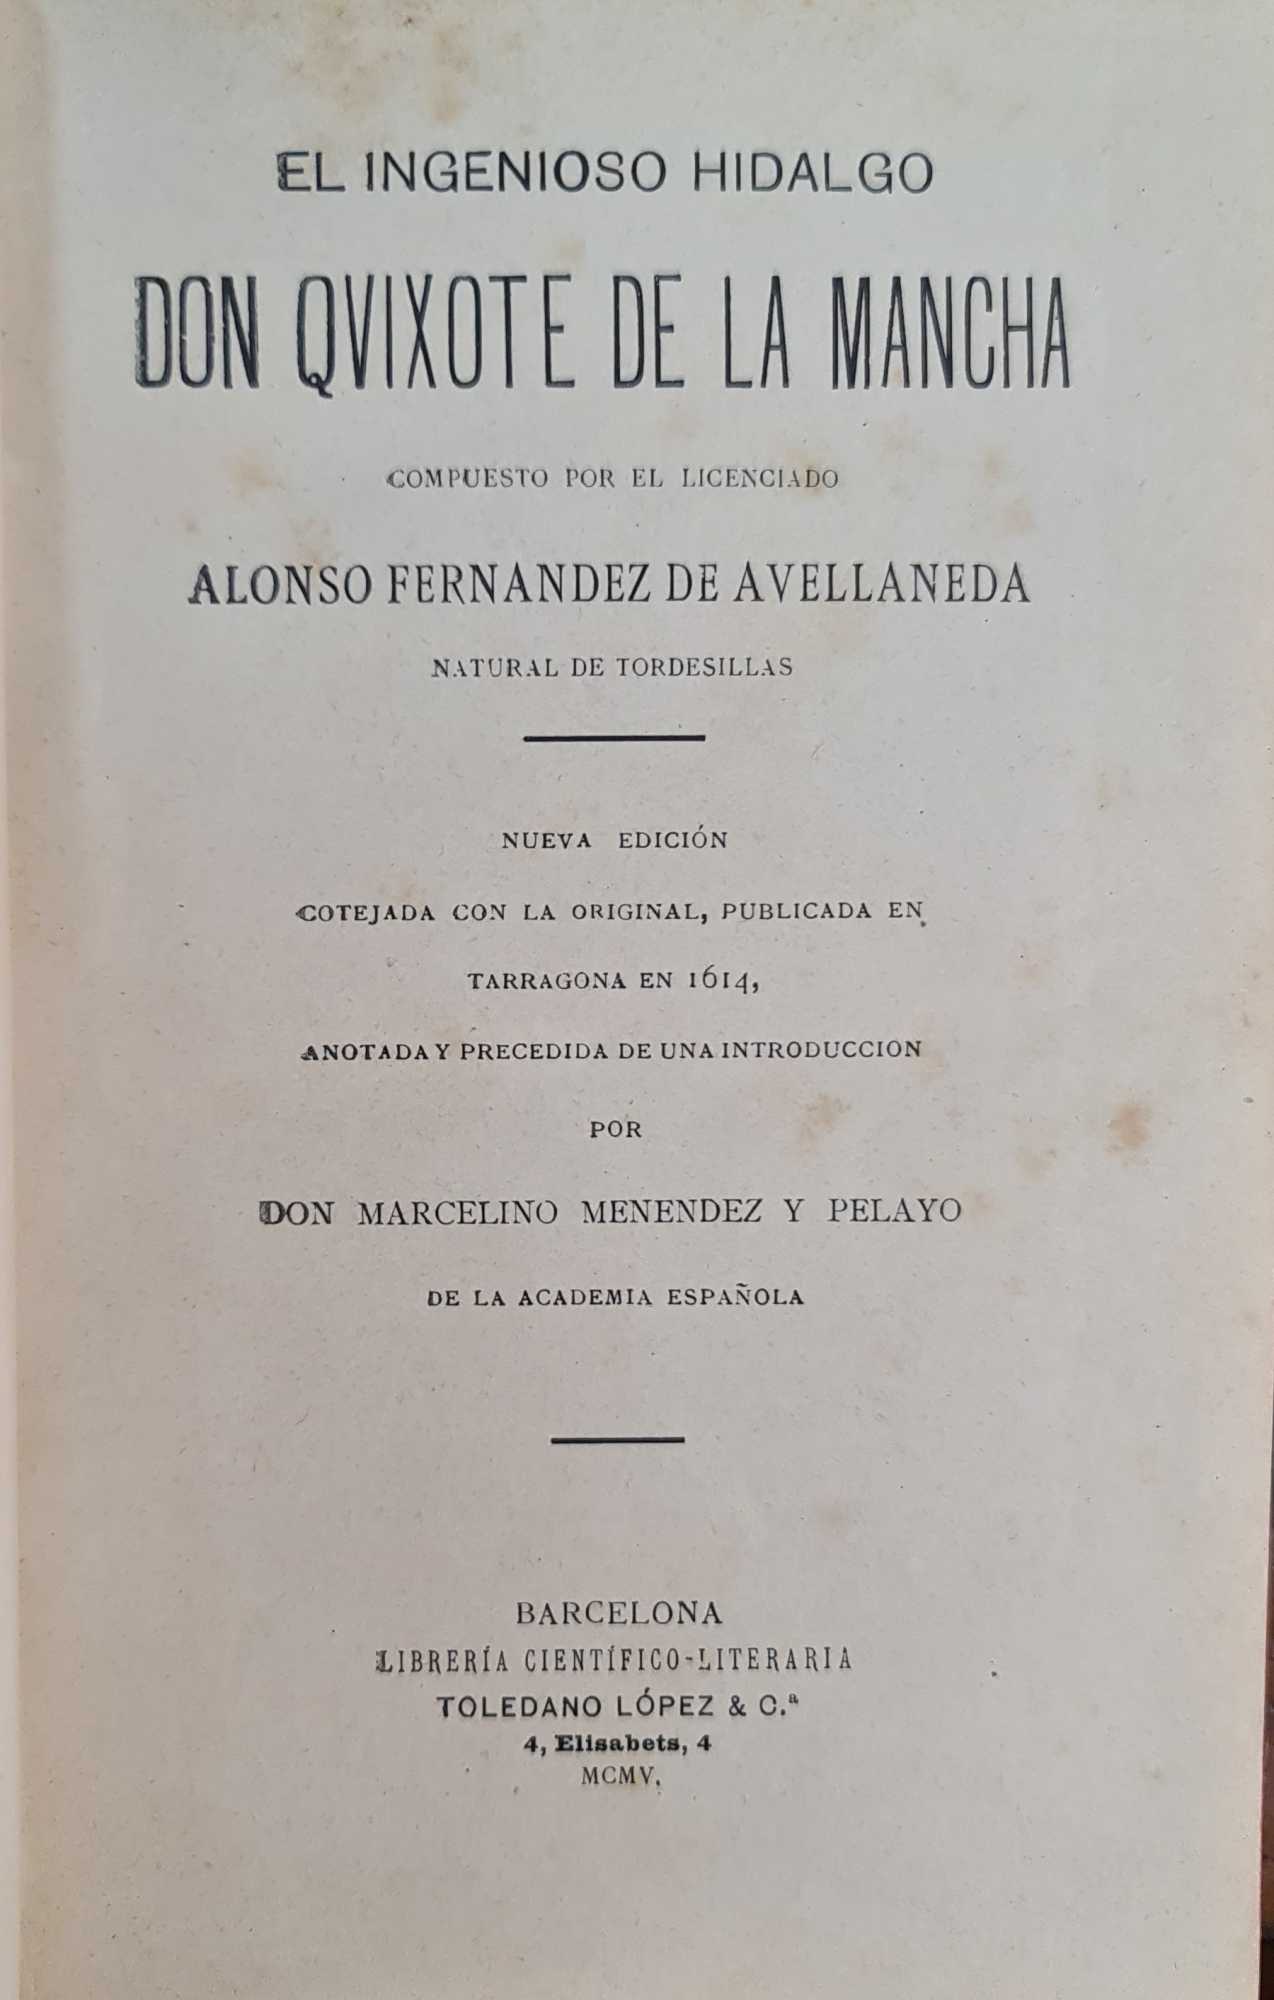 EL INGENIOSO HIDALGO
DON QVIXOTE DE LA MANCHA
COMPUESTO POR EL LICENCIADO
ALONSO FERNANDEZ DE AVELLANEDA
NATURAL DE TORDESILLAS
NUEVA EDICIÓN
COTEJADA CON LA ORIGINAL, PUBLICADA EN
TARRAGONA EN 1614,
ANOTADA Y PRECEDIDA DE UNA INTRODUCCION
POR
DON MARCELINO MENENDEZ Y PELAYO
DE LA ACADEMIA ESPAÑOLA
BARCELONA
LIBRERÍA CIENTÍFICO-LITERARIA
TOLEDANO LÓPEZ & C.ª
4, Elisabets, 4
MCMV.